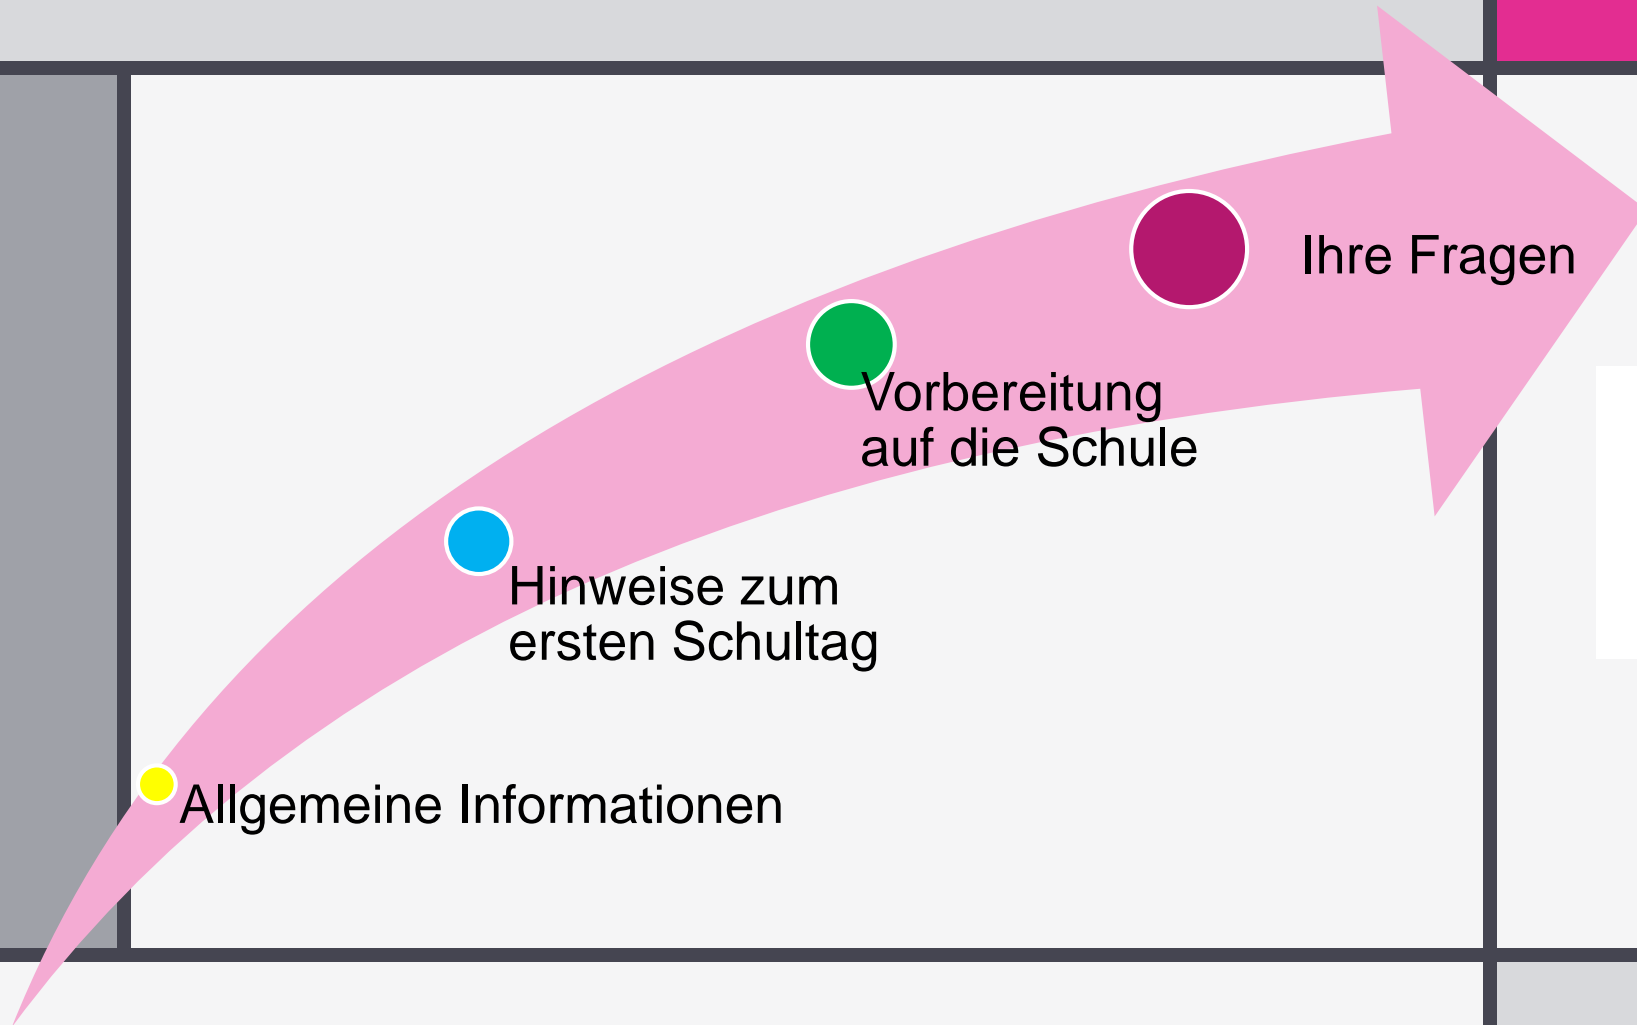 Ihre Fragen
Vorbereitung
auf die Schule
Hinweise zum
ersten Schultag
Allgemeine Informationen